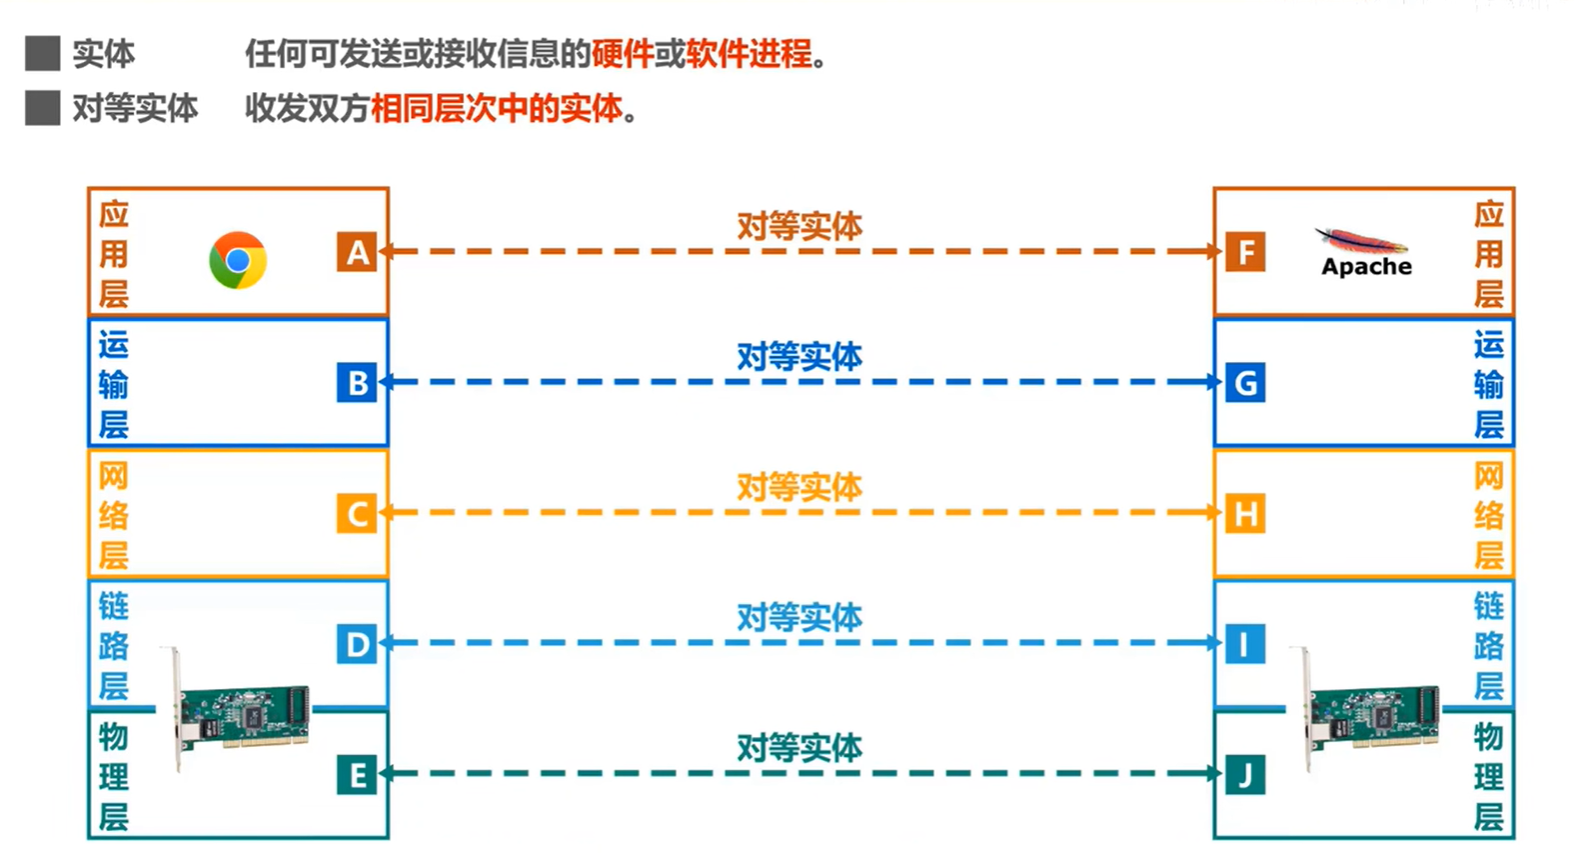 实体 任何可发送或接收信息的硬件或软件进程。
对等实体 收发双方相同层次中的实体。
应用层 A 对等实体 F Apache 应用层
运输层 B 对等实体 G 运输层
网络层 C 对等实体 H 网络层
链路层 D 对等实体 I 链路层
物理层 E 对等实体 J 物理层